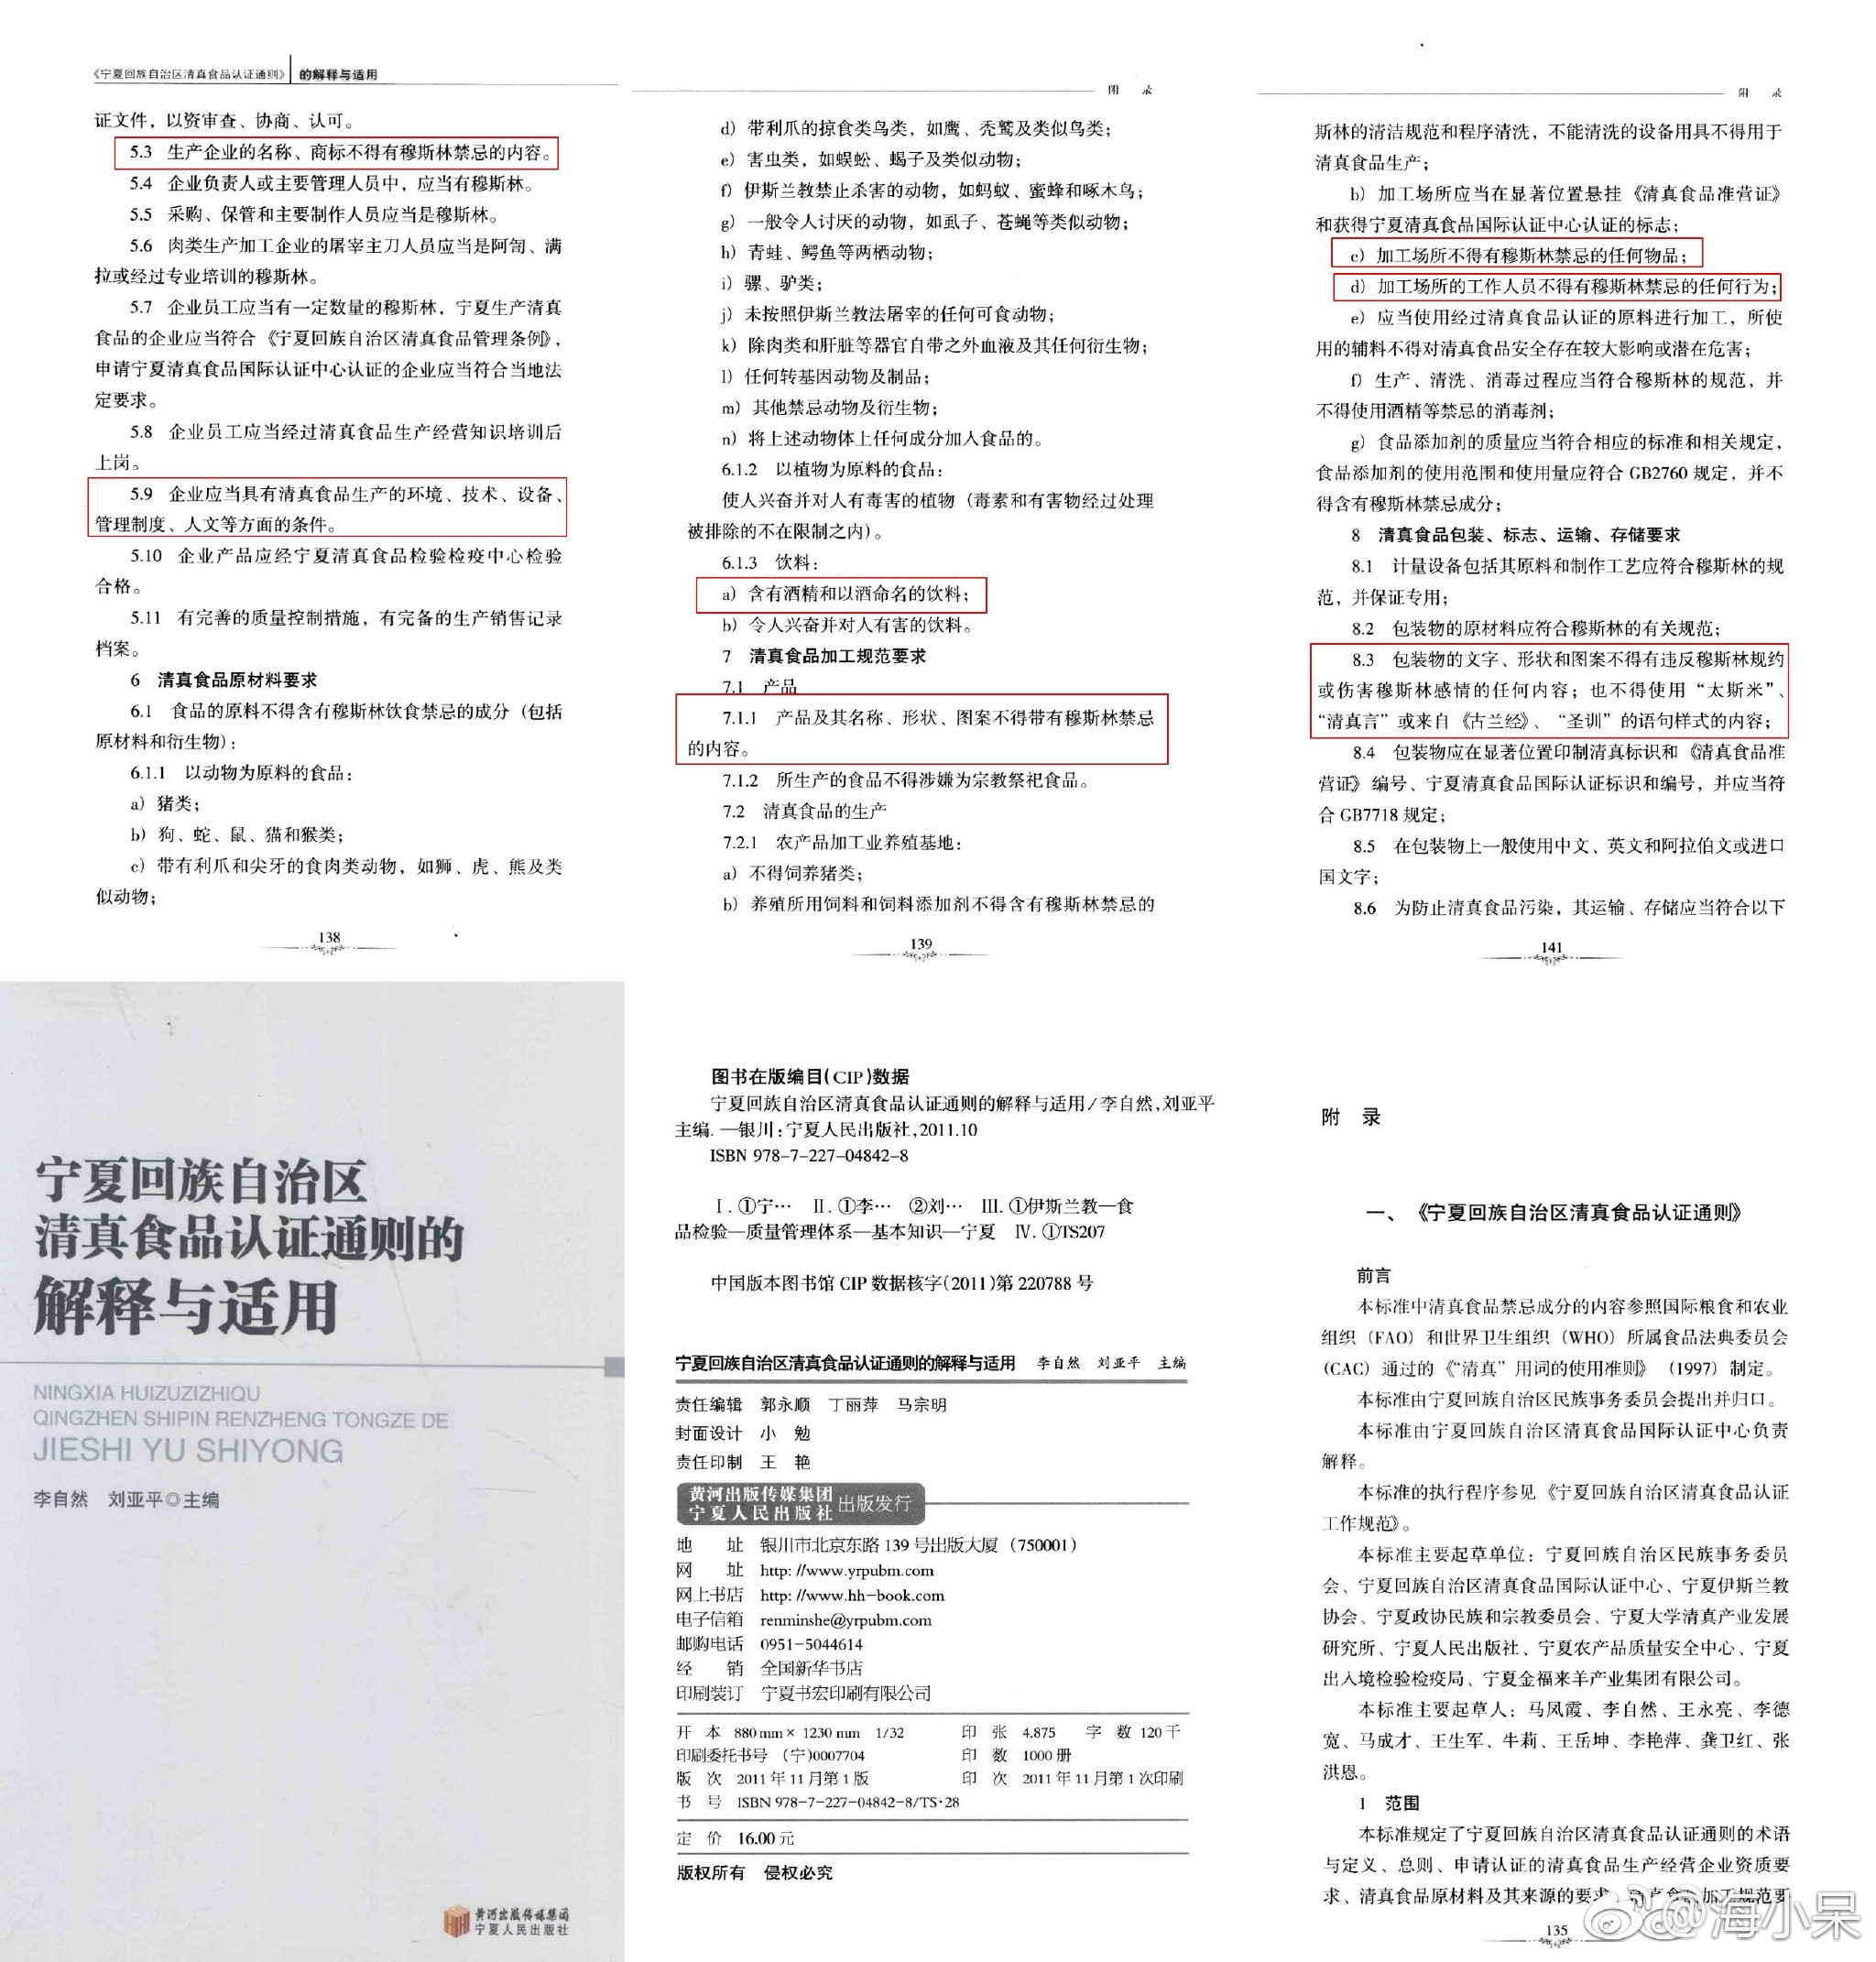 《宁夏回族自治区清真食品认证通则》 的解释与适用
证文件，以资审查、协商、认可。
5.3 生产企业的名称、商标不得有穆斯林禁忌的内容。
5.4 企业负责人或主要管理人员中，应当有穆斯林。
5.5 采购、保管和主要制作人员应当是穆斯林。
5.6 肉类生产加工企业的屠宰主刀人员应当是阿訇、满
拉或经过专业培训的穆斯林。
5.7 企业员工应当有一定数量的穆斯林，宁夏生产清真
食品的企业应当符合《宁夏回族自治区清真食品管理条例》，
申请宁夏清真食品国际认证中心认证的企业应当符合当地法
定要求。
5.8 企业员工应当经过清真食品生产经营知识培训后
上岗。
5.9 企业应当具有清真食品生产的环境、技术、设备、
管理制度、人文等方面的条件。
5.10 企业产品应经宁夏清真食品检验检疫中心检验
合格。
5.11 有完善的质量控制措施，有完备的生产销售记录
档案。
6 清真食品原材料要求
6.1 食品的原料不得含有穆斯林饮食禁忌的成分（包括
原材料和衍生物）：
6.1.1 以动物为原料的食品：
a）猪类；
b）狗、蛇、鼠、猫和猴类；
c）带有利爪和尖牙的食肉类动物，如狮、虎、熊及类
似动物；
138
附 录
d）带利爪的掠食类鸟类，如鹰、秃鹫及类似鸟类；
e）害虫类，如蜈蚣、蝎子及类似动物；
f）伊斯兰教禁止杀害的动物，如蚂蚁、蜜蜂和啄木鸟；
g）一般令人讨厌的动物，如虱子、苍蝇等类似动物；
h）青蛙、鳄鱼等两栖动物；
i）骡、驴类；
j）未按照伊斯兰教法屠宰的任何可食动物；
k）除肉类和肝脏等器官自带之外血液及其任何衍生物；
l）任何转基因动物及制品；
m）其他禁忌动物及衍生物；
n）将上述动物体上任何成分加人食品的。
6.1.2 以植物为原料的食品：
使人兴奋并对人有毒害的植物（毒素和有害物经过处理
被排除的不在限制之内）。
6.1.3 饮料：
a）含有酒精和以酒命名的饮料；
b）令人兴奋并对人有害的饮料。
7 清真食品加工规范要求
7.1 产品
7.1.1 产品及其名称、形状、图案不得带有穆斯林禁忌
的内容。
7.1.2 所生产的食品不得涉嫌为宗教祭祀食品。
7.2 清真食品的生产
7.2.1 农产品加工业养殖基地：
a）不得饲养猪类；
b）养殖所用饲料和饲料添加剂不得含有穆斯林禁忌的
139
附 录
斯林的清洁规范和程序清洗，不能清洗的设备用具不得用于
清真食品生产；
b）加工场所应当在显著位置悬挂《清真食品准营证》
和获得宁夏清真食品国际认证中心认证的标志；
c）加工场所不得有穆斯林禁忌的任何物品；
d）加工场所的工作人员不得有穆斯林禁忌的任何行为；
e）应当使用经过清真食品认证的原料进行加工，所使
用的辅料不得对清真食品安全存在较大影响或潜在危害；
f）生产、清洗、消毒过程应当符合穆斯林的规范，并
不得使用酒精等禁忌的消毒剂；
g）食品添加剂的质量应当符合相应的标准和相关规定，
食品添加剂的使用范围和使用量应符合 GB2760 规定，并不
得含有穆斯林禁忌成分；
8 清真食品包装、标志、运输、存储要求
8.1 计量设备包括其原料和制作工艺应符合穆斯林的规
范，并保证专用；
8.2 包装物的原材料应符合穆斯林的有关规范；
8.3 包装物的文字、形状和图案不得有违反穆斯林规约
或伤害穆斯林感情的任何内容；也不得使用“太斯米”、
“清真言”或来自《古兰经》、“圣训”的语句样式的内容；
8.4 包装物应在显著位置印制清真标识和《清真食品准
营证》编号、宁夏清真食品国际认证标识和编号，并应当符
合 GB7718 规定；
8.5 在包装物上一般使用中文、英文和阿拉伯文或进口
国文字；
8.6 为防止清真食品污染，其运输、存储应当符合以下
141
宁夏回族自治区
清真食品认证通则的
解释与适用
NINGXIA HUIZUZIZHIQU
QINGZHEN SHIPIN RENZHENG TONGZE DE
JIESHI YU SHIYONG
李自然 刘亚平◎主编
黄河出版传媒集团
宁夏人民出版社
图书在版编目(CIP)数据
宁夏回族自治区清真食品认证通则的解释与适用/李自然,刘亚平
主编. —银川:宁夏人民出版社,2011.10
ISBN 978-7-227-04842-8
Ⅰ.①宁… Ⅱ.①李… ②刘… Ⅲ.①伊斯兰教—食
品检验—质量管理体系—基本知识—宁夏 Ⅳ.①TS207
中国版本图书馆 CIP 数据核字(2011)第 220788 号
宁夏回族自治区清真食品认证通则的解释与适用 李自然 刘亚平 主编
责任编辑 郭永顺 丁丽萍 马宗明
封面设计 小 勉
责任印制 王 艳
黄河出版传媒集团
宁夏人民出版社 出版发行
地 址 银川市北京东路 139 号出版大厦（750001）
网 址 http: //www.yrpubm.com
网上书店 http: //www.hh-book.com
电子信箱 renminshe@yrpubm.com
邮购电话 0951-5044614
经 销 全国新华书店
印刷装订 宁夏书宏印刷有限公司
开 本 880 mm× 1230 mm 1/32 印 张 4.875 字 数 120 千
印刷委托书号 （宁）0007704 印 数 1000 册
版 次 2011 年 11 月第 1 版 印 次 2011 年 11 月第 1 次印刷
书 号 ISBN 978-7-227-04842-8/TS·28
定 价 16.00 元
版权所有 侵权必究
附 录
一、《宁夏回族自治区清真食品认证通则》
前言
本标准中清真食品禁忌成分的内容参照国际粮食和农业
组织（FAO）和世界卫生组织（WHO）所属食品法典委员会
(CAC）通过的《“清真”用词的使用准则》（1997）制定。
本标准由宁夏回族自治区民族事务委员会提出并归口。
本标准由宁夏回族自治区清真食品国际认证中心负责
解释。
本标准的执行程序参见《宁夏回族自治区清真食品认证
工作规范》。
本标准主要起草单位：宁夏回族自治区民族事务委员
会、宁夏回族自治区清真食品国际认证中心、宁夏伊斯兰教
协会、宁夏政协民族和宗教委员会、宁夏大学清真产业发展
研究所、宁夏人民出版社、宁夏农产品质量安全中心、宁夏
出入境检验检疫局、宁夏金福来羊产业集团有限公司。
本标准主要起草人：马凤霞、李自然、王永亮、李德
宽、马成才、王生军、牛莉、王岳坤、李艳萍、龚卫红、张
洪恩。
1 范围
本标准规定了宁夏回族自治区清真食品认证通则的术语
与定义、总则、申请认证的清真食品生产经营企业资质要
求、清真食品原材料及其来源的要求、 真食 加工规范要
135
@海小呆